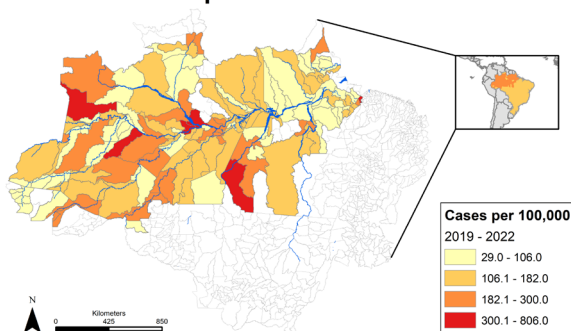 Cases per 100,000
2019 - 2022
29.0 - 106.0
106.1 - 182.0
182.1 - 300.0
300.1 - 806.0
N
Kilometers
0 425 850